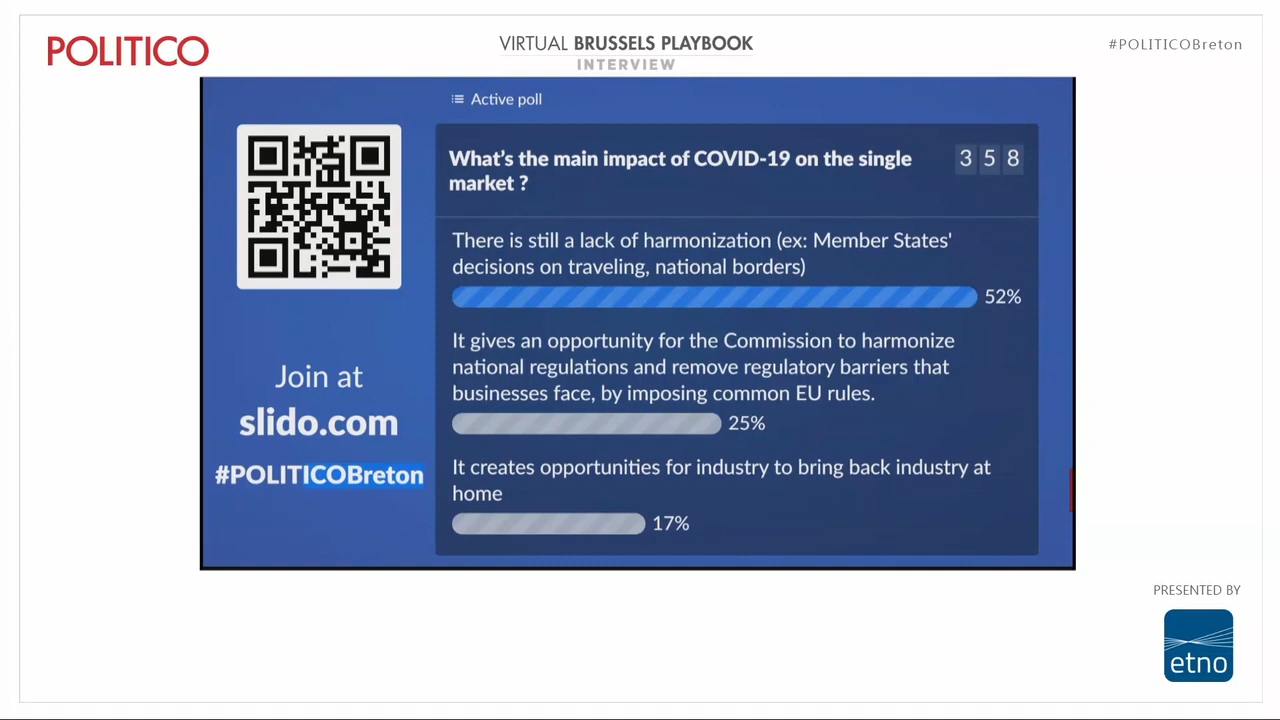 POLITICO
VIRTUAL BRUSSELS PLAYBOOK
INTERVIEW
#POLITICOBreton
Active poll
What's the main impact of COVID-19 on the single
market ?
3 5 8
There is still a lack of harmonization (ex: Member States'
decisions on traveling, national borders)
52%
It gives an opportunity for the Commission to harmonize
national regulations and remove regulatory barriers that
businesses face, by imposing common EU rules.
25%
It creates opportunities for industry to bring back industry at
home
17%
Join at
slido.com
#POLITICOBreton
PRESENTED BY
etno